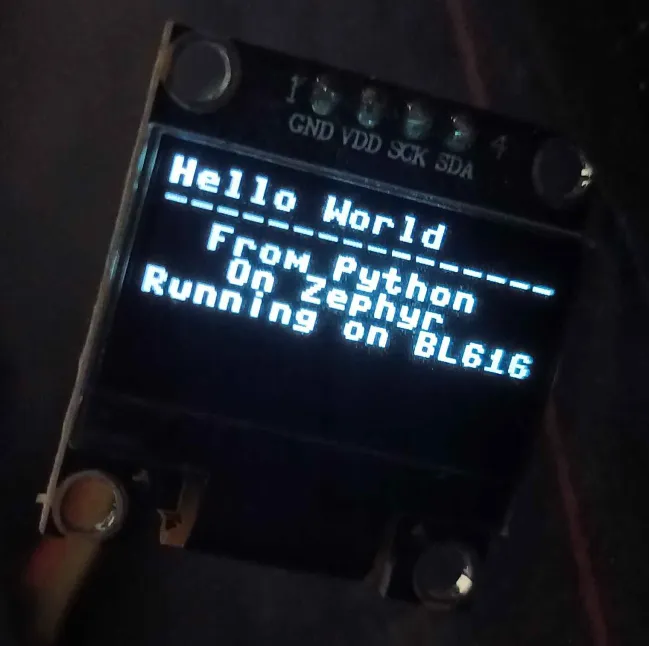 1 GND VDD SCK SDA 4
Hello World
----------------
From Python
On Zephyr
Running on BL616